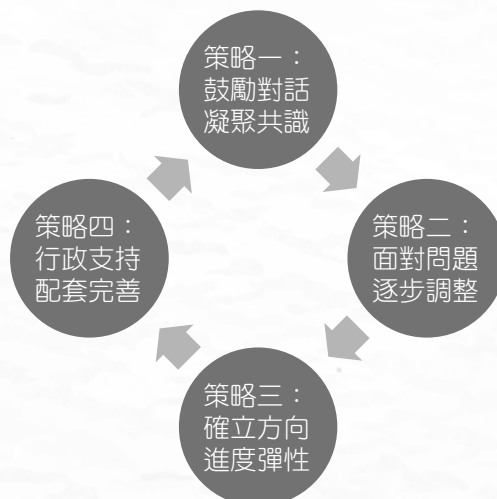 策略一：
鼓勵對話
凝聚共識
策略二：
面對問題
逐步調整
策略三：
確立方向
進度彈性
策略四：
行政支持
配套完善